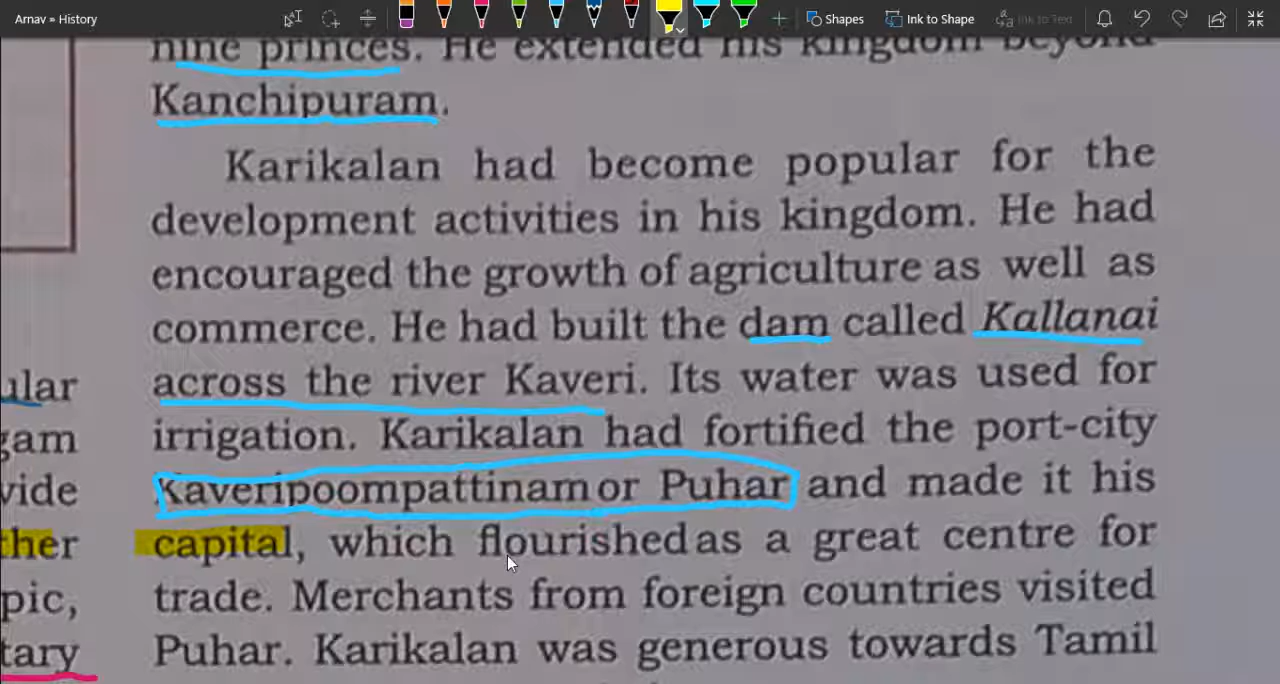 Arnav » History
Shapes
Ink to Shape
Ink to Text
nine princes. He extended his kingdom beyond
Kanchipuram.
Karikalan had become popular for the
development activities in his kingdom. He had
encouraged the growth of agriculture as well as
commerce. He had built the dam called Kallanai
across the river Kaveri. Its water was used for
irrigation. Karikalan had fortified the port-city
Kaveripoompattinam or Puhar and made it his
capital, which flourished as a great centre for
trade. Merchants from foreign countries visited
Puhar. Karikalan was generous towards Tamil
ular
gam
vide
ther
pic,
tary